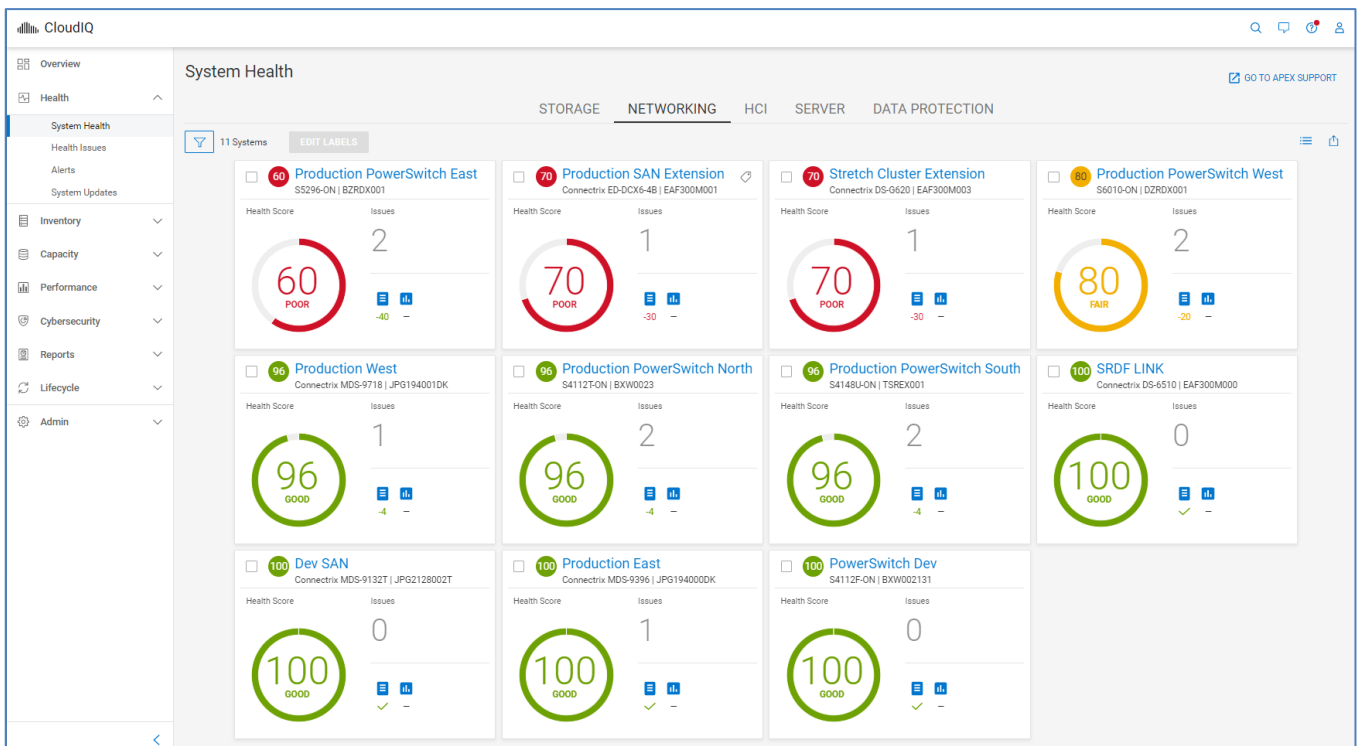 CloudIQ
Overview
Health
System Health
Health Issues
Alerts
System Updates
Inventory
Capacity
Performance
Cybersecurity
Reports
Lifecycle
Admin
System Health
GO TO APEX SUPPORT
STORAGE NETWORKING HCI SERVER DATA PROTECTION
11 Systems EDIT LABELS
60 Production PowerSwitch East
S5296-ON | BZRDX001
Health Score Issues
2
60
POOR
-40 –
70 Production SAN Extension
Connectrix ED-DCX6-4B | EAF300M001
Health Score Issues
1
70
POOR
-30 –
70 Stretch Cluster Extension
Connectrix DS-G620 | EAF300M003
Health Score Issues
1
70
POOR
-30 –
80 Production PowerSwitch West
S6010-ON | DZRDX001
Health Score Issues
2
80
FAIR
-20 –
96 Production West
Connectrix MDS-9718 | JPG194001DK
Health Score Issues
1
96
GOOD
-4 –
96 Production PowerSwitch North
S4112T-ON | BXW0023
Health Score Issues
2
96
GOOD
-4 –
96 Production PowerSwitch South
S4148U-ON | TSREX001
Health Score Issues
2
96
GOOD
-4 –
100 SRDF LINK
Connectrix DS-6510 | EAF300M000
Health Score Issues
0
100
GOOD
–
100 Dev SAN
Connectrix MDS-9132T | JPG2128002T
Health Score Issues
0
100
GOOD
–
100 Production East
Connectrix MDS-9396 | JPG194000DK
Health Score Issues
1
100
GOOD
–
100 PowerSwitch Dev
S4112F-ON | BXW002131
Health Score Issues
0
100
GOOD
–